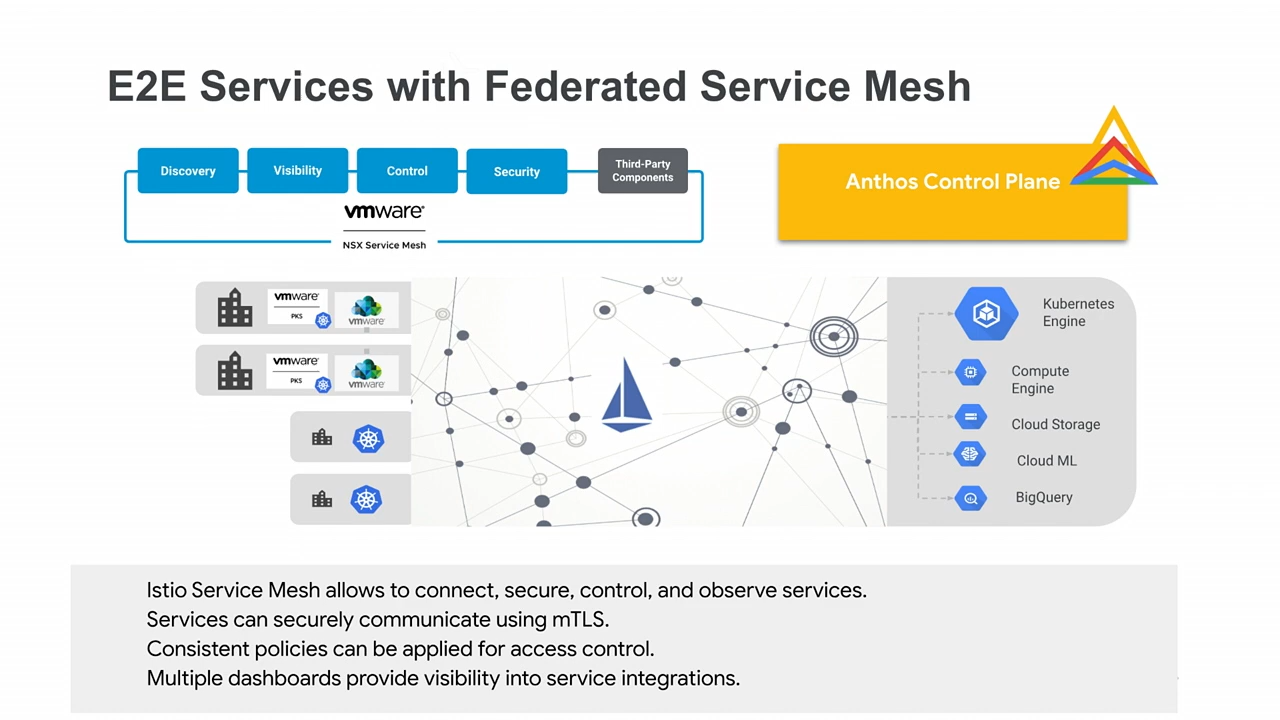 E2E Services with Federated Service Mesh
Discovery
Visibility
Control
Security
Third-Party
Components
vmware®
NSX Service Mesh
Anthos Control Plane
vmware®
PKS
vmware®
vmware®
PKS
vmware®
Kubernetes
Engine
Compute
Engine
Cloud Storage
Cloud ML
BigQuery
Istio Service Mesh allows to connect, secure, control, and observe services.
Services can securely communicate using mTLS.
Consistent policies can be applied for access control.
Multiple dashboards provide visibility into service integrations.